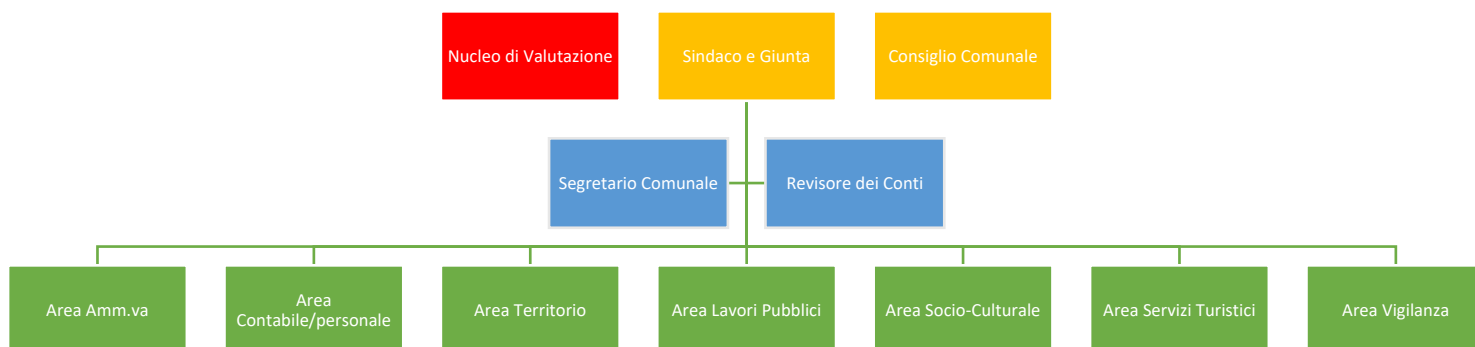 Nucleo di Valutazione
Sindaco e Giunta
Consiglio Comunale
Segretario Comunale
Revisore dei Conti
Area Amm.va
Area
Contabile/personale
Area Territorio
Area Lavori Pubblici
Area Socio-Culturale
Area Servizi Turistici
Area Vigilanza